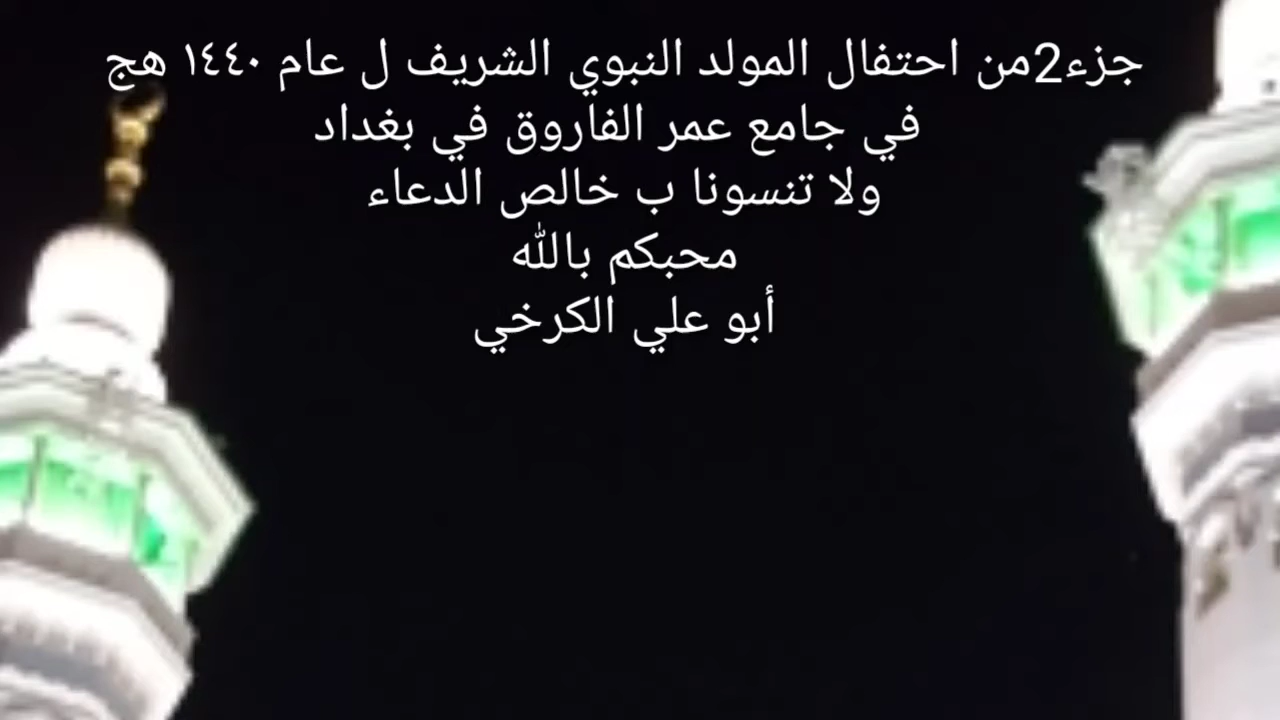 جزء2من احتفال المولد النبوي الشريف ل عام ١٤٤٠ هج
في جامع عمر الفاروق في بغداد
ولا تنسونا ب خالص الدعاء
محبكم بالله
أبو علي الكرخي